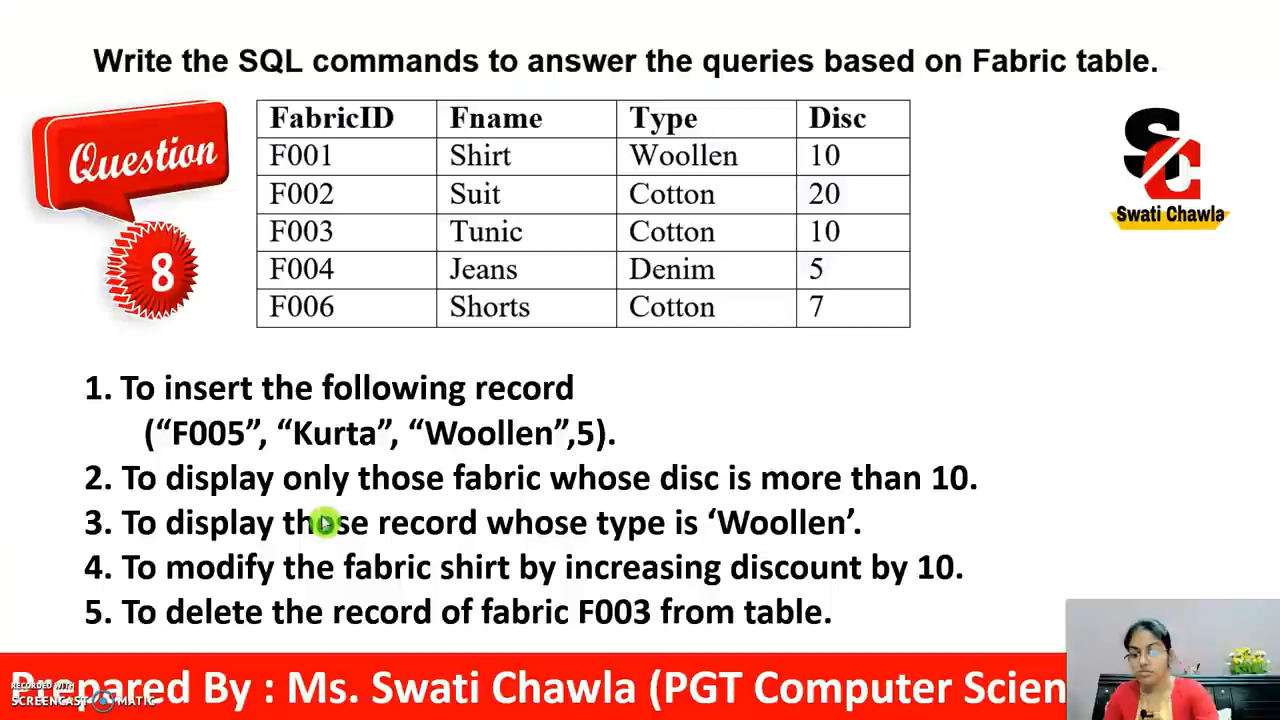 Write the SQL commands to answer the queries based on Fabric table.
Question
8
FabricID Fname Type Disc
F001 Shirt Woollen 10
F002 Suit Cotton 20
F003 Tunic Cotton 10
F004 Jeans Denim 5
F006 Shorts Cotton 7
SC
Swati Chawla
1. To insert the following record
(“F005”, “Kurta”, “Woollen”,5).
2. To display only those fabric whose disc is more than 10.
3. To display those record whose type is ‘Woollen’.
4. To modify the fabric shirt by increasing discount by 10.
5. To delete the record of fabric F003 from table.
Prepared By : Ms. Swati Chawla (PGT Computer Scien
RECORDED WITH
SCREENCAST MATIC